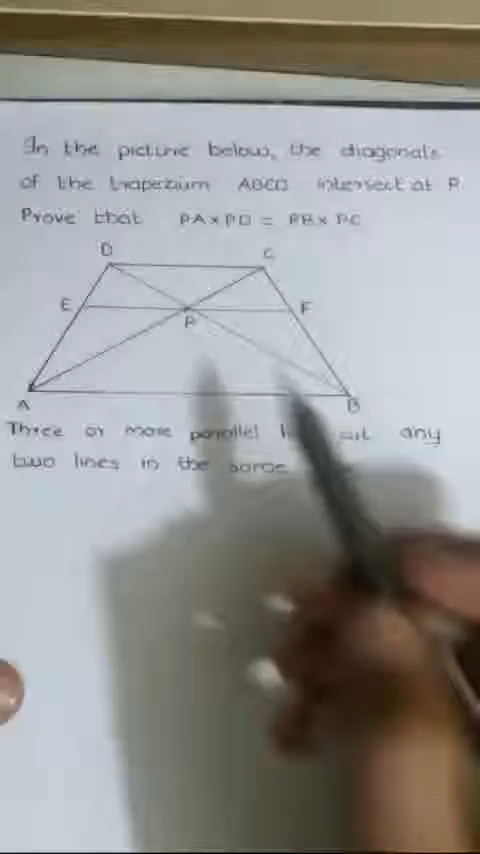 In the picture below, the diagonals
of the trapezium ABCD intersect at P.
Prove that PA x PD = PB x PC
D C
E F
P
A B
Three or more parallel cut any
two lines in the same